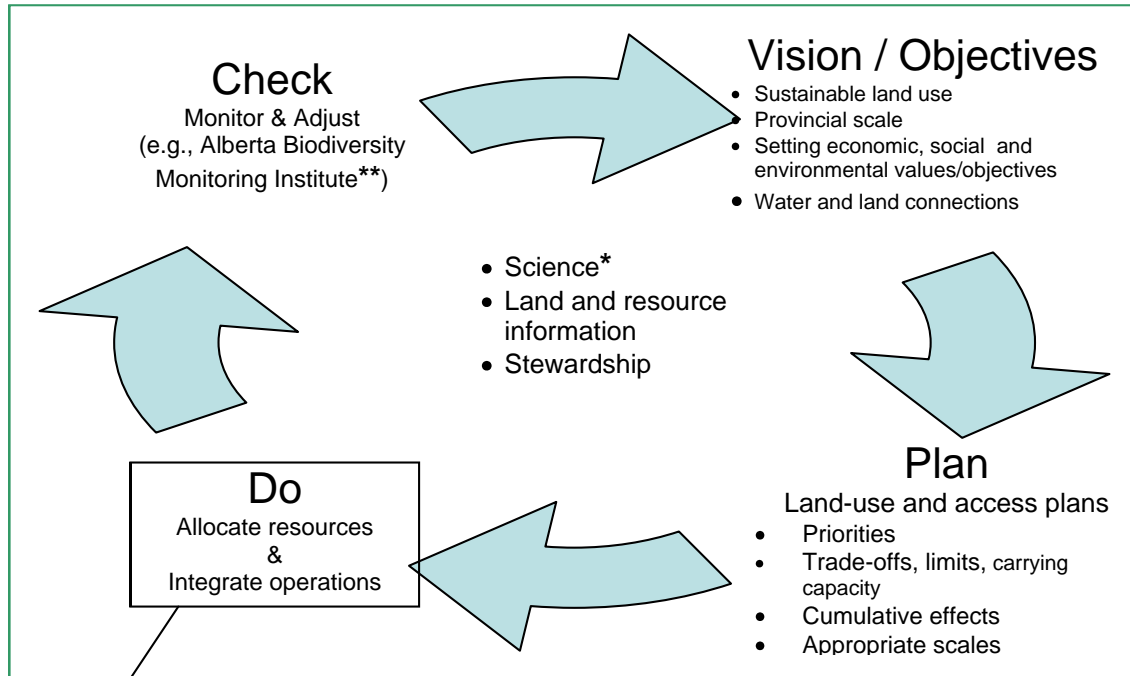 Check
Monitor & Adjust
(e.g., Alberta Biodiversity
Monitoring Institute**)
Vision / Objectives
• Sustainable land use
• Provincial scale
• Setting economic, social and
environmental values/objectives
• Water and land connections
• Science*
• Land and resource
information
• Stewardship
Plan
Land-use and access plans
• Priorities
• Trade-offs, limits, carrying
capacity
• Cumulative effects
• Appropriate scales
Do
Allocate resources
&
Integrate operations